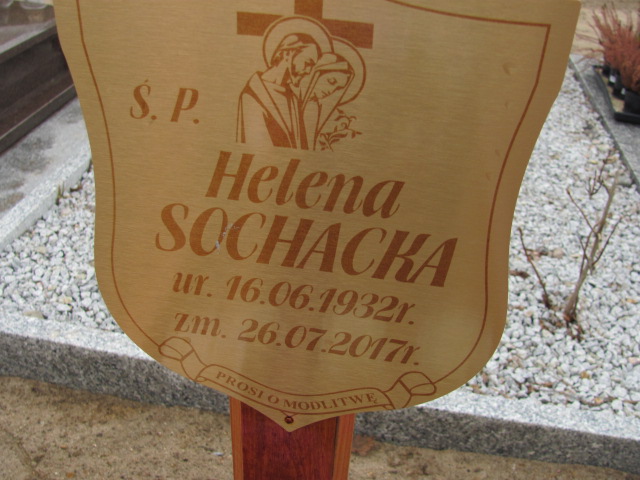 Ś. P.
Helena
SOCHACKA
ur. 16.06.1932r.
zm. 26.07.2017r.
PROSI O MODLITWĘ